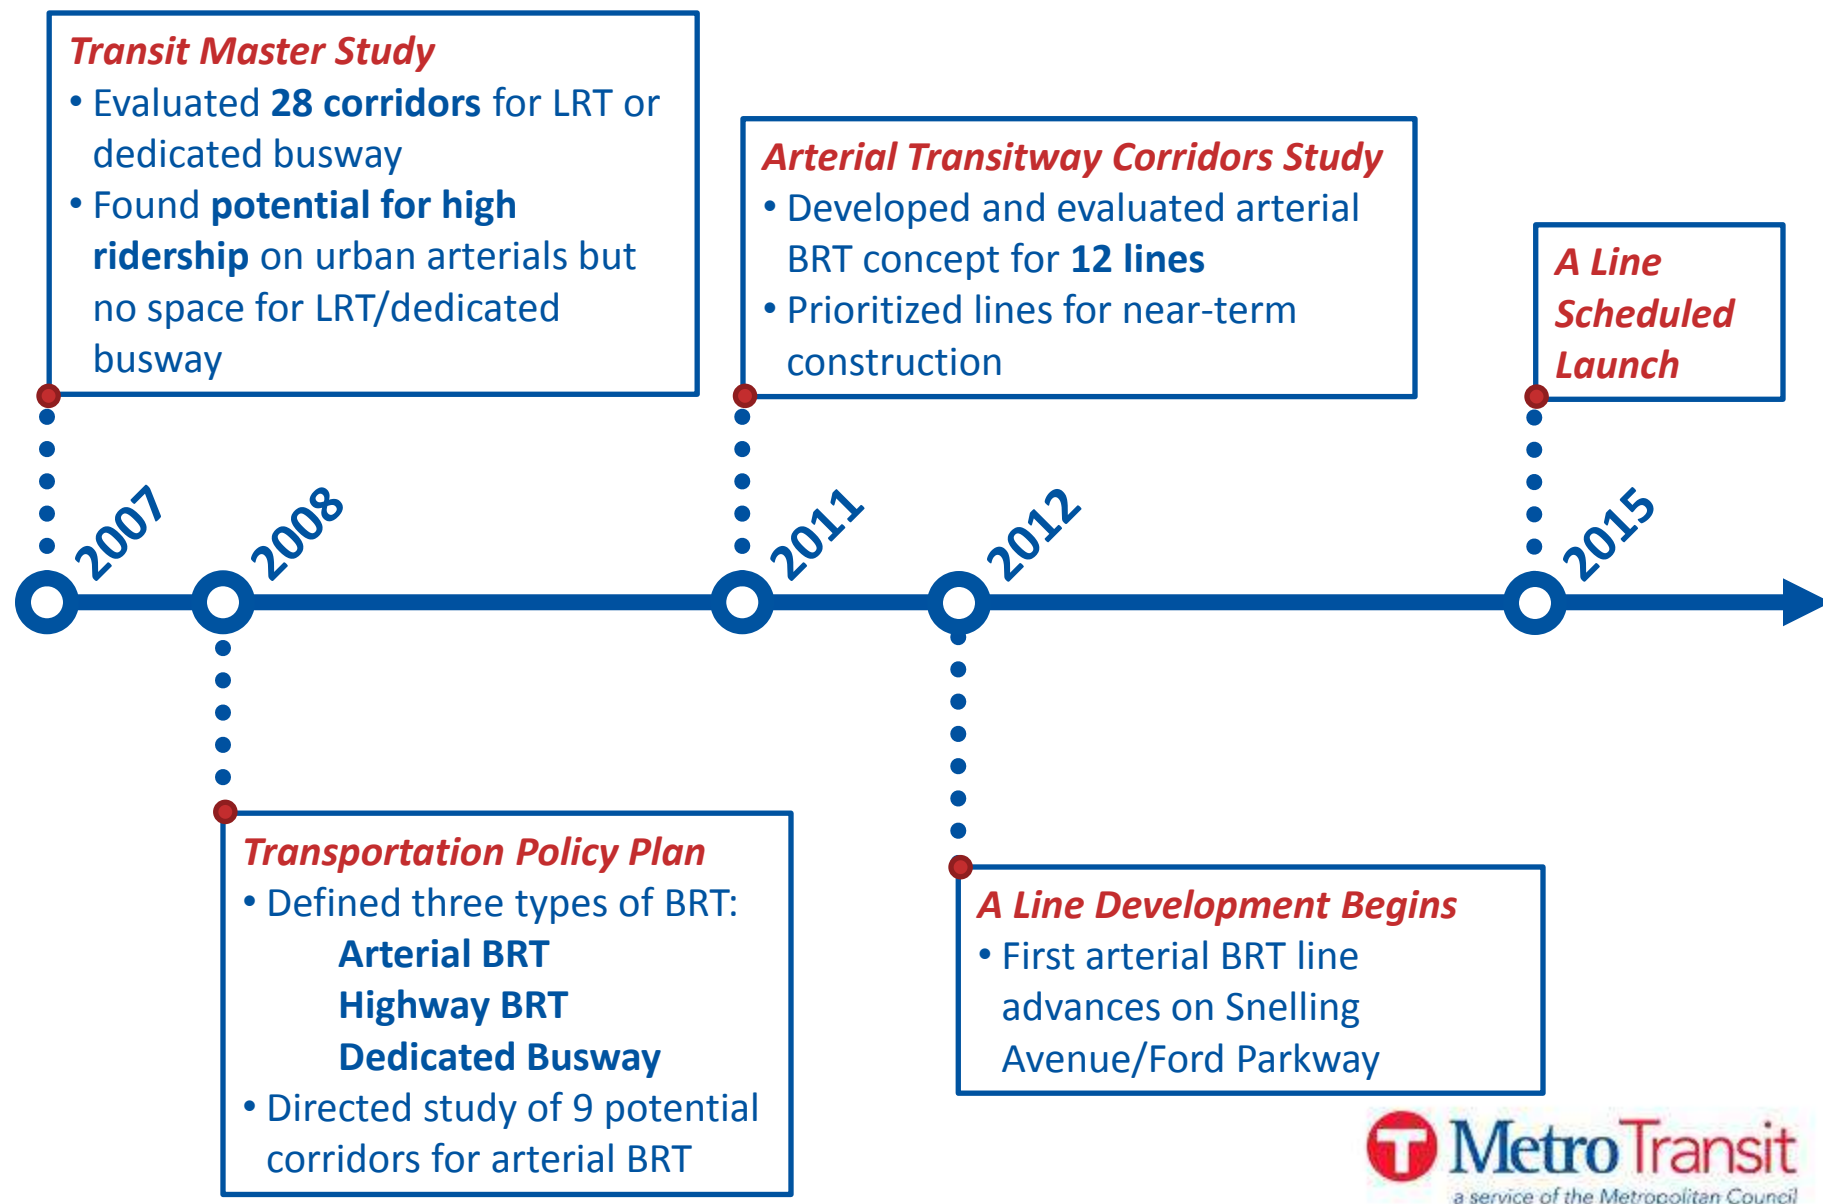 Transit Master Study
• Evaluated 28 corridors for LRT or
dedicated busway
• Found potential for high
ridership on urban arterials but
no space for LRT/dedicated
busway
Arterial Transitway Corridors Study
• Developed and evaluated arterial
BRT concept for 12 lines
• Prioritized lines for near-term
construction
A Line
Scheduled
Launch
2007
2008
2011
2012
2015
Transportation Policy Plan
• Defined three types of BRT:
Arterial BRT
Highway BRT
Dedicated Busway
• Directed study of 9 potential
corridors for arterial BRT
A Line Development Begins
• First arterial BRT line
advances on Snelling
Avenue/Ford Parkway
T MetroTransit
a service of the Metropolitan Council